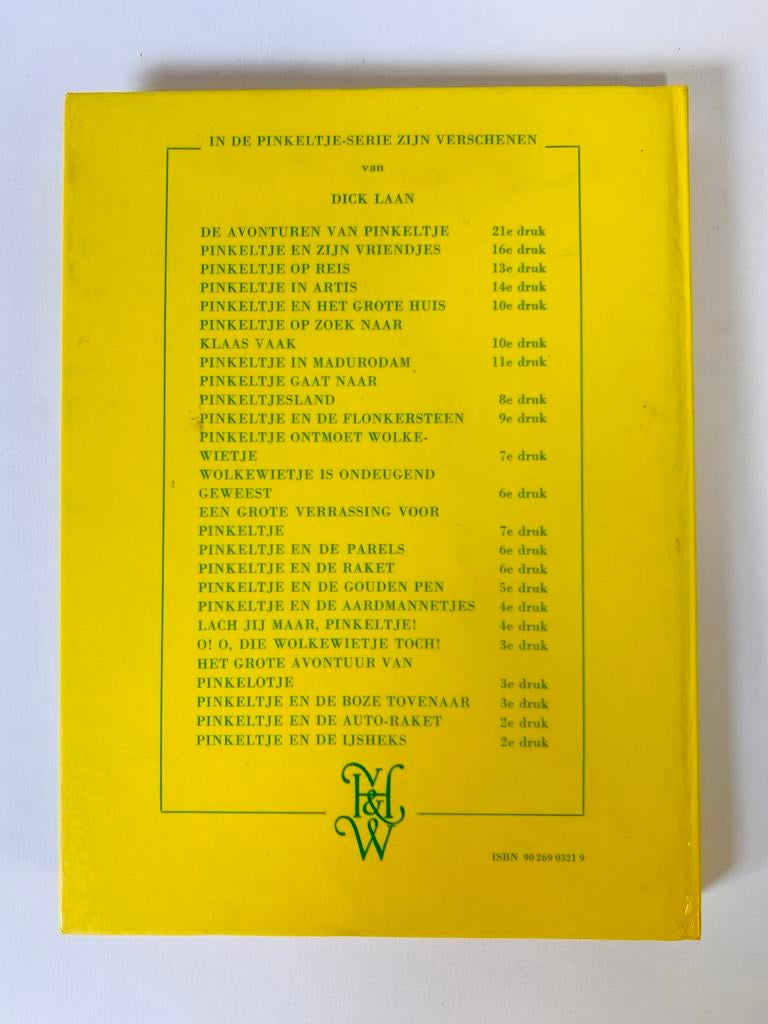 IN DE PINKELTJE-SERIE ZIJN VERSCHENEN
van
DICK LAAN
DE AVONTUREN VAN PINKELTJE 21e druk
PINKELTJE EN ZIJN VRIENDJES 16e druk
PINKELTJE OP REIS 13e druk
PINKELTJE IN ARTIS 14e druk
PINKELTJE EN HET GROTE HUIS 10e druk
PINKELTJE OP ZOEK NAAR
KLAAS VAAK 10e druk
PINKELTJE IN MADURODAM 11e druk
PINKELTJE GAAT NAAR
PINKELTJESLAND 8e druk
PINKELTJE EN DE FLONKERSTEEN 9e druk
PINKELTJE ONTMOET WOLKE-
WIETJE 7e druk
WOLKEWIETJE IS ONDEUGEND
GEWEEST 6e druk
EEN GROTE VERRASSING VOOR
PINKELTJE 7e druk
PINKELTJE EN DE PARELS 6e druk
PINKELTJE EN DE RAKET 6e druk
PINKELTJE EN DE GOUDEN PEN 5e druk
PINKELTJE EN DE AARDMANNETJES 4e druk
LACH JIJ MAAR, PINKELTJE! 4e druk
O! O, DIE WOLKEWIETJE TOCH! 3e druk
HET GROTE AVONTUUR VAN
PINKELOTJE 3e druk
PINKELTJE EN DE BOZE TOVENAAR 3e druk
PINKELTJE EN DE AUTO-RAKET 2e druk
PINKELTJE EN DE IJSHEKS 2e druk
VH&W
ISBN 90 269 0321 9